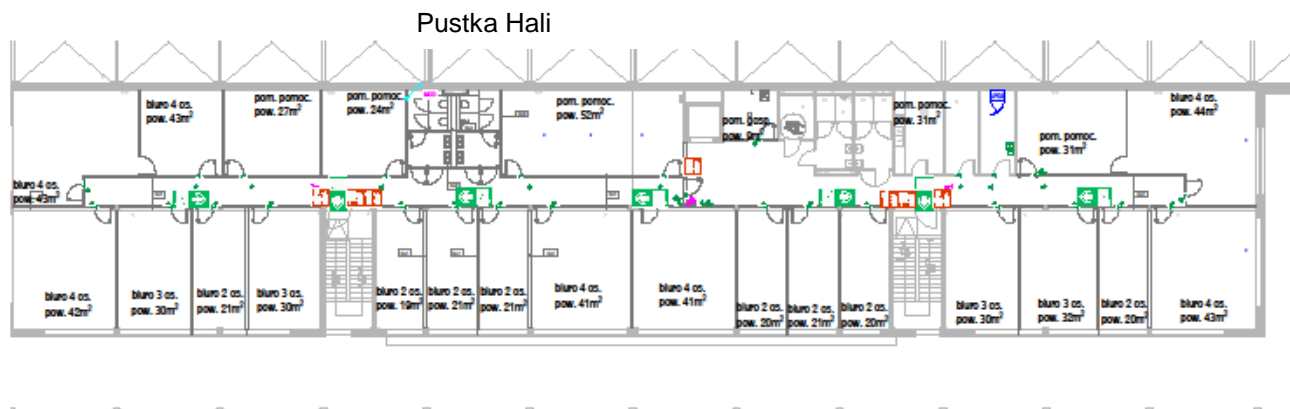 Pustka Hali
biuro 4 os.
pow. 43m²
pom. pomoc.
pow. 27m²
pom. pomoc.
pow. 24m²
pom. pomoc.
pow. 52m²
pom. gosp.
pow. 9m²
pom. pomoc.
pow. 31m²
pom. pomoc.
pow. 31m²
biuro 4 os.
pow. 44m²
biuro 4 os.
pow. 43m²
biuro 4 os.
pow. 42m²
biuro 3 os.
pow. 30m²
biuro 2 os.
pow. 21m²
biuro 3 os.
pow. 30m²
biuro 2 os.
pow. 19m²
biuro 2 os.
pow. 21m²
biuro 2 os.
pow. 21m²
biuro 4 os.
pow. 41m²
biuro 4 os.
pow. 41m²
biuro 2 os.
pow. 20m²
biuro 2 os.
pow. 21m²
biuro 2 os.
pow. 20m²
biuro 3 os.
pow. 30m²
biuro 3 os.
pow. 32m²
biuro 2 os.
pow. 20m²
biuro 4 os.
pow. 43m²